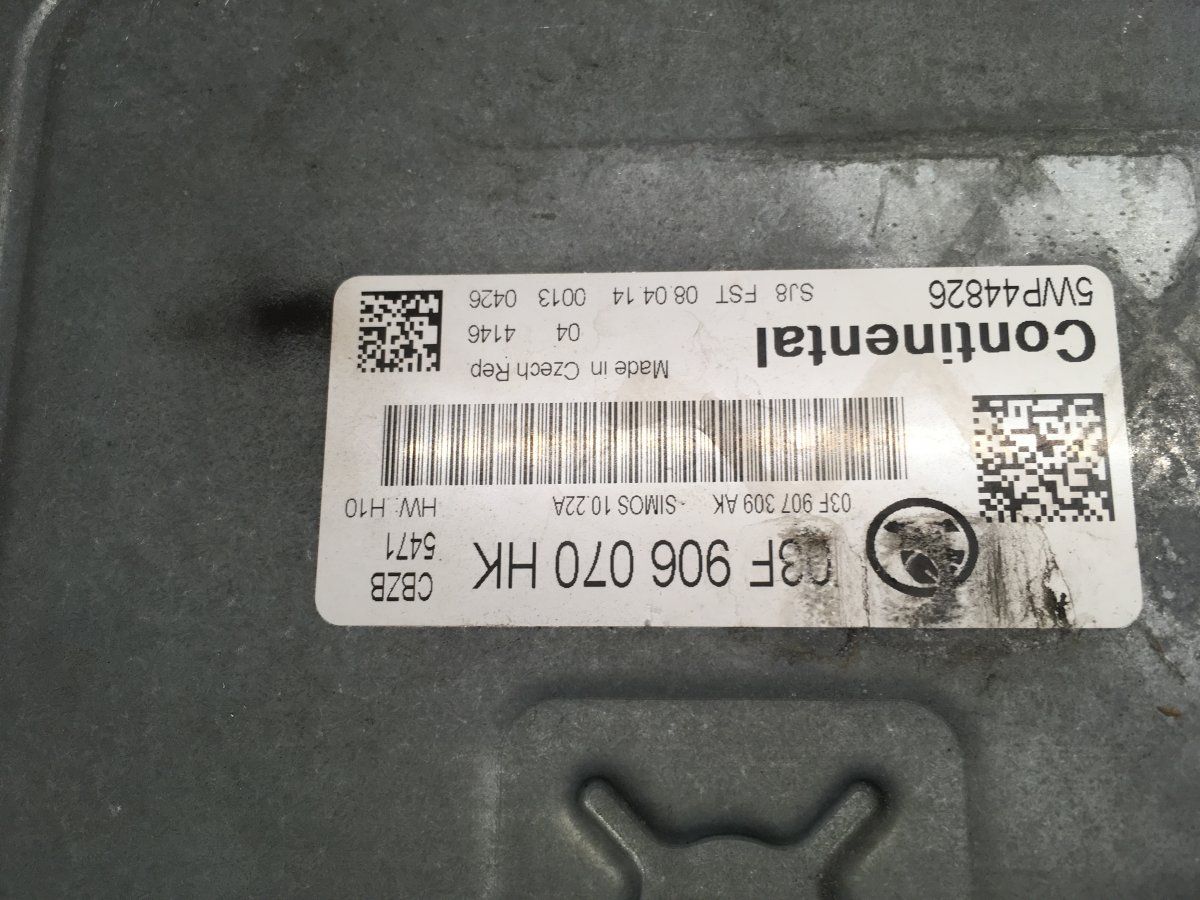 03F 906 070 HK
CBZB
5471
03F 907 309 AK -SIMOS 10.22A HW: H10
Made in Czech Rep
Continental
04 4146
5WP44826
SJ8 FST 08.04.14 0013 0426